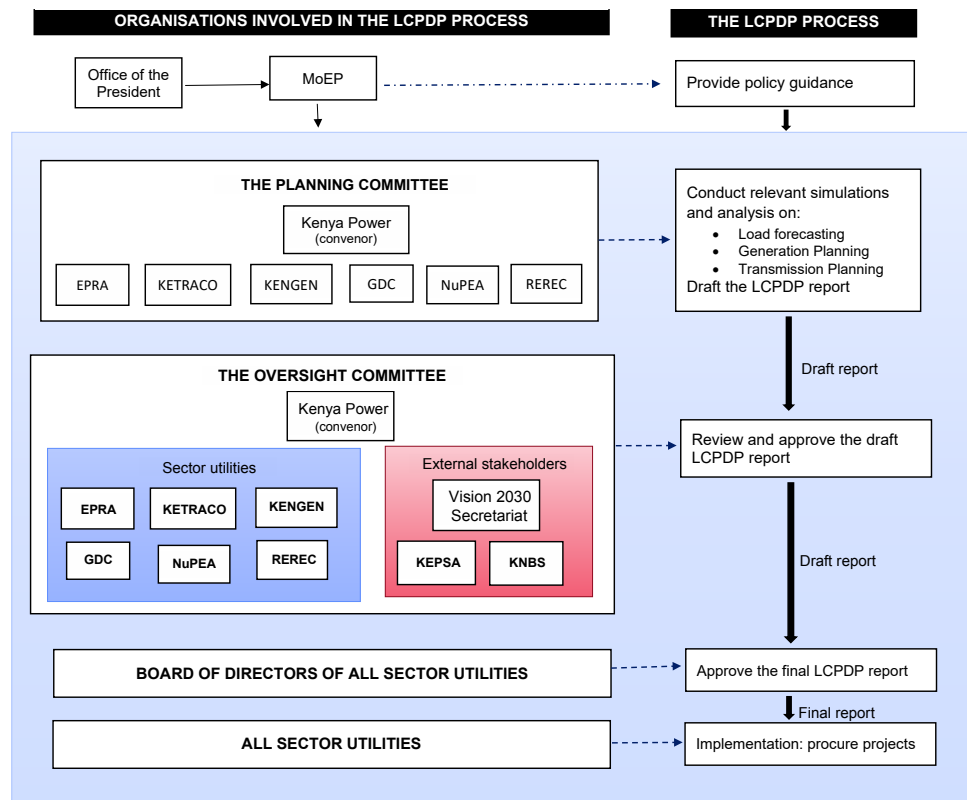 ORGANISATIONS INVOLVED IN THE LCPDP PROCESS
THE LCPDP PROCESS
Office of the
President
MoEP
Provide policy guidance
THE PLANNING COMMITTEE
Kenya Power
(convenor)
EPRA
KETRACO
KENGEN
GDC
NuPEA
REREC
Conduct relevant simulations
and analysis on:
• Load forecasting
• Generation Planning
• Transmission Planning
Draft the LCPDP report
Draft report
THE OVERSIGHT COMMITTEE
Kenya Power
(convenor)
Sector utilities
EPRA
KETRACO
KENGEN
GDC
NuPEA
REREC
External stakeholders
Vision 2030
Secretariat
KEPSA
KNBS
Review and approve the draft
LCPDP report
Draft report
BOARD OF DIRECTORS OF ALL SECTOR UTILITIES
Approve the final LCPDP report
Final report
ALL SECTOR UTILITIES
Implementation: procure projects